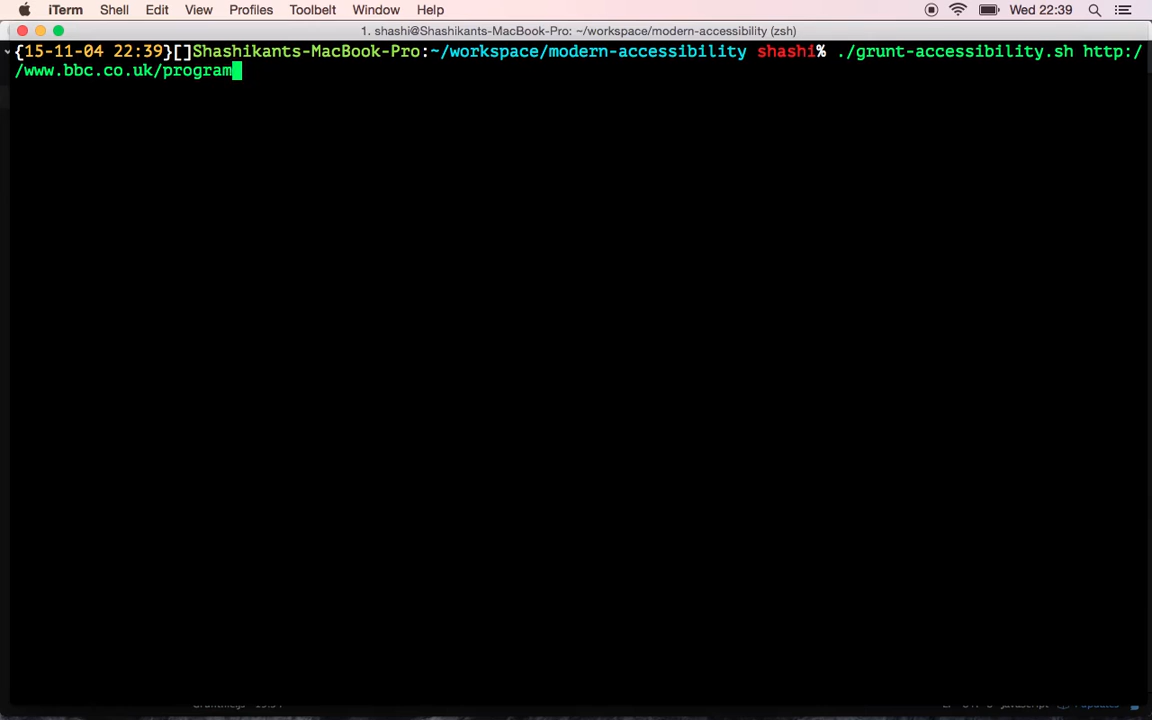 iTerm Shell Edit View Profiles Toolbelt Window Help Wed 22:39
1. shashi@Shashikants-MacBook-Pro: ~/workspace/modern-accessibility (zsh)
{15-11-04 22:39}[]Shashikants-MacBook-Pro:~/workspace/modern-accessibility shashi% ./grunt-accessibility.sh http:/
/www.bbc.co.uk/program